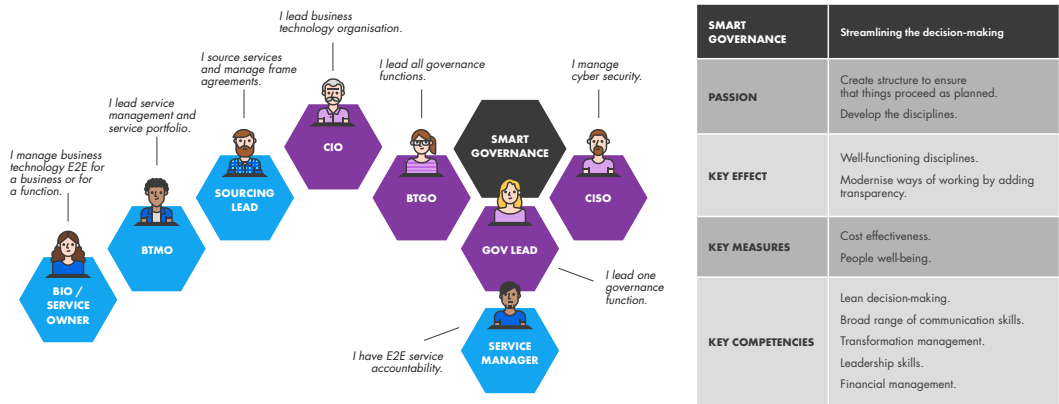 I lead business
technology organisation.
I source services
and manage frame
agreements.
I lead all governance
functions.
I manage
cyber security.
I lead service
management and
service portfolio.
I manage business
technology E2E for
a business or for
a function.
CIO
SMART
GOVERNANCE
SOURCING
LEAD
BTGO
CISO
BTMO
GOV LEAD
I lead one
governance
function.
BIO /
SERVICE
OWNER
SERVICE
MANAGER
I have E2E service
accountability.
SMART
GOVERNANCE
Streamlining the decision-making
PASSION
Create structure to ensure
that things proceed as planned.
Develop the disciplines.
KEY EFFECT
Well-functioning disciplines.
Modernise ways of working by adding
transparency.
KEY MEASURES
Cost effectiveness.
People well-being.
KEY COMPETENCIES
Lean decision-making.
Broad range of communication skills.
Transformation management.
Leadership skills.
Financial management.